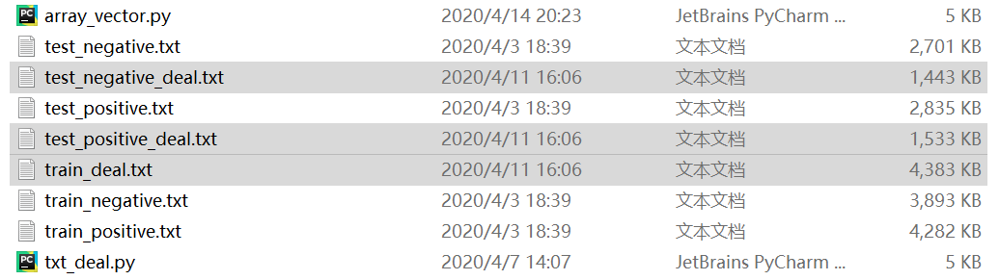 array_vector.py 2020/4/14 20:23 JetBrains PyCharm ... 5 KB
test_negative.txt 2020/4/3 18:39 文本文档 2,701 KB
test_negative_deal.txt 2020/4/11 16:06 文本文档 1,443 KB
test_positive.txt 2020/4/3 18:39 文本文档 2,835 KB
test_positive_deal.txt 2020/4/11 16:06 文本文档 1,533 KB
train_deal.txt 2020/4/11 16:06 文本文档 4,383 KB
train_negative.txt 2020/4/3 18:39 文本文档 3,893 KB
train_positive.txt 2020/4/3 18:39 文本文档 4,282 KB
txt_deal.py 2020/4/7 14:07 JetBrains PyCharm ... 5 KB